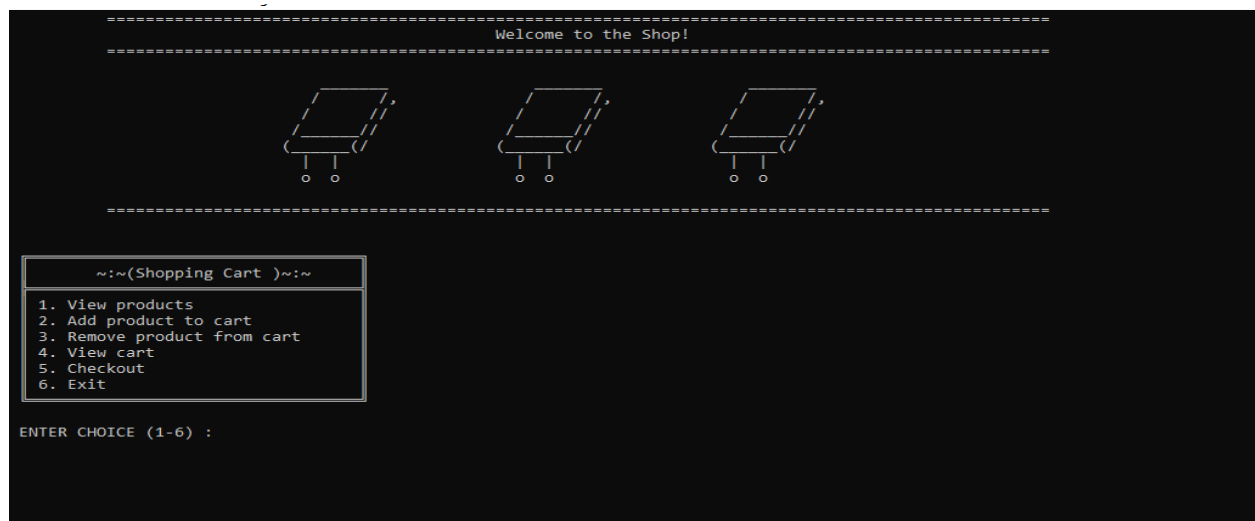 Welcome to the Shop!
~:~(Shopping Cart )~:~
1. View products
2. Add product to cart
3. Remove product from cart
4. View cart
5. Checkout
6. Exit
ENTER CHOICE (1-6) :